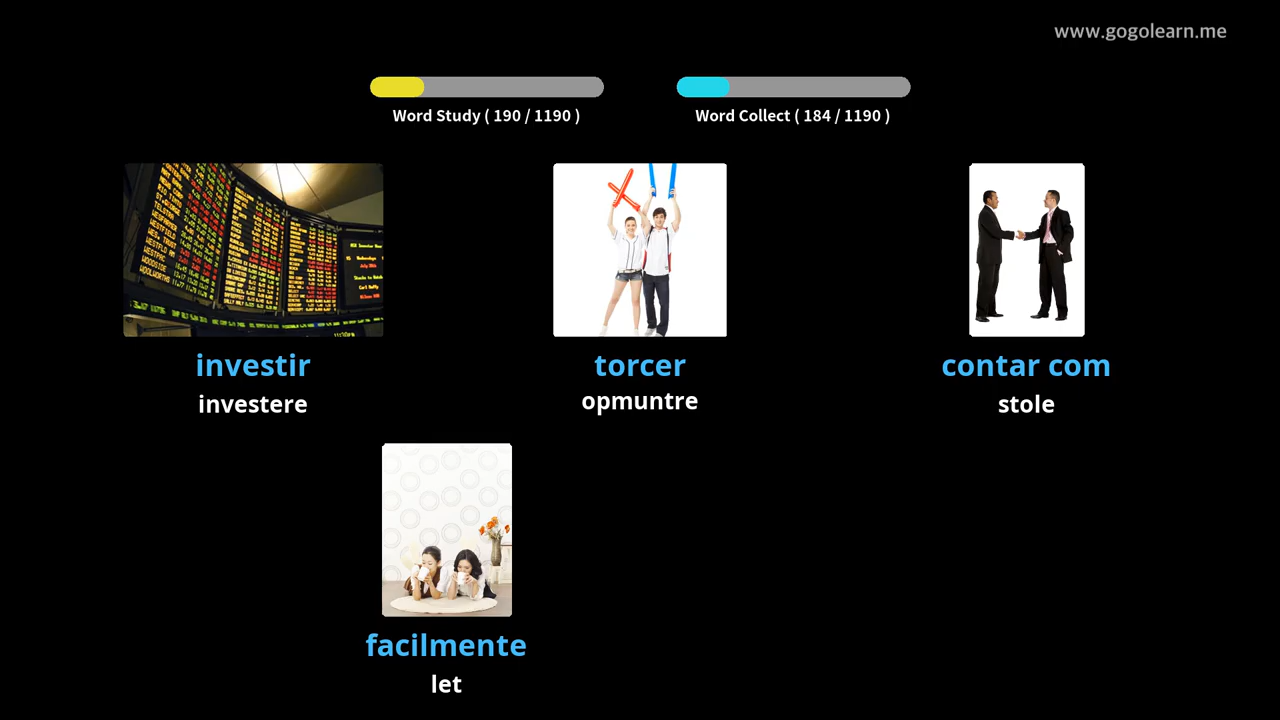 www.gogolearn.me
Word Study ( 190 / 1190 )
Word Collect ( 184 / 1190 )
investir
investere
torcer
opmuntre
contar com
stole
facilmente
let